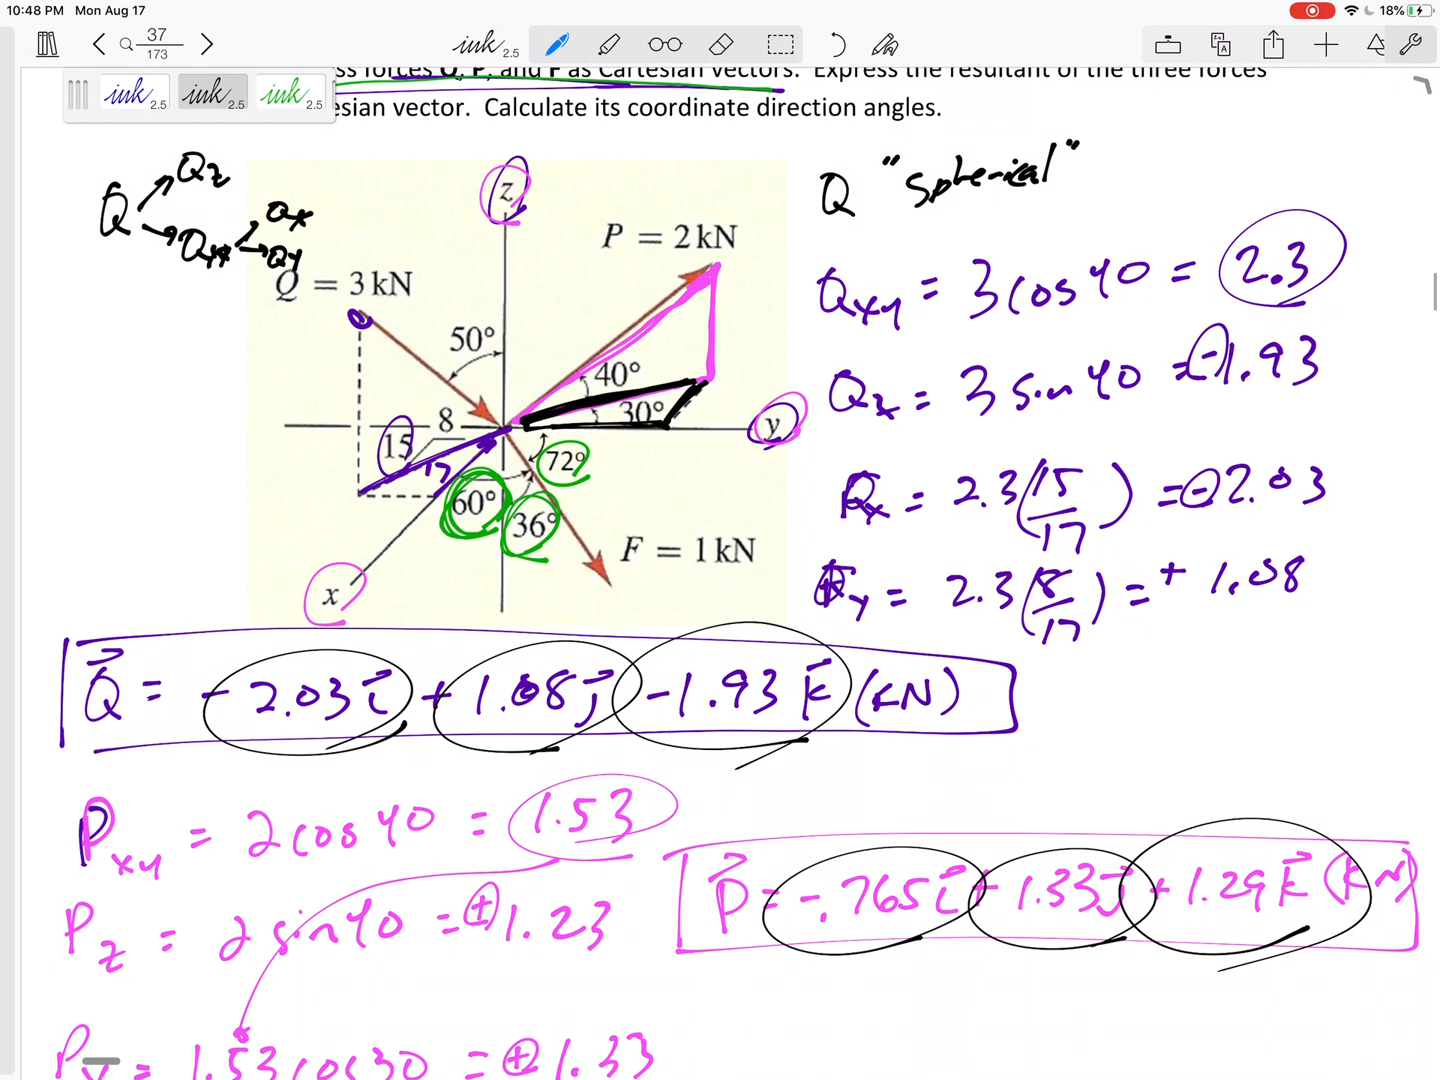 10:48 PM Mon Aug 17
18%
37
173
ink 2.5
ink 2.5 ink 2.5 ink 2.5
ss forces Q, P, and F as Cartesian vectors. Express the resultant of the three forces
esian vector. Calculate its coordinate direction angles.
Q Qz
Qxy Qx
Qy
Q "Spherical"
z
P = 2 kN
Q = 3 kN
50°
40°
30°
y
8
15
17
72°
60°
36°
F = 1 kN
x
Qxy = 3 cos 40 = 2.3
Qz = 3 sin 40 = -1.93
Qx = 2.3(15/17) = -2.03
Qy = 2.3(8/17) = + 1.08
Q = -2.03 i + 1.08 j -1.93 k (kN)
Pxy = 2 cos 40 = 1.53
Pz = 2 sin 40 = + 1.23
P = -.765 i + 1.33 j + 1.29 k (kN)
Py = 1.53 cos 30 = + 1.33